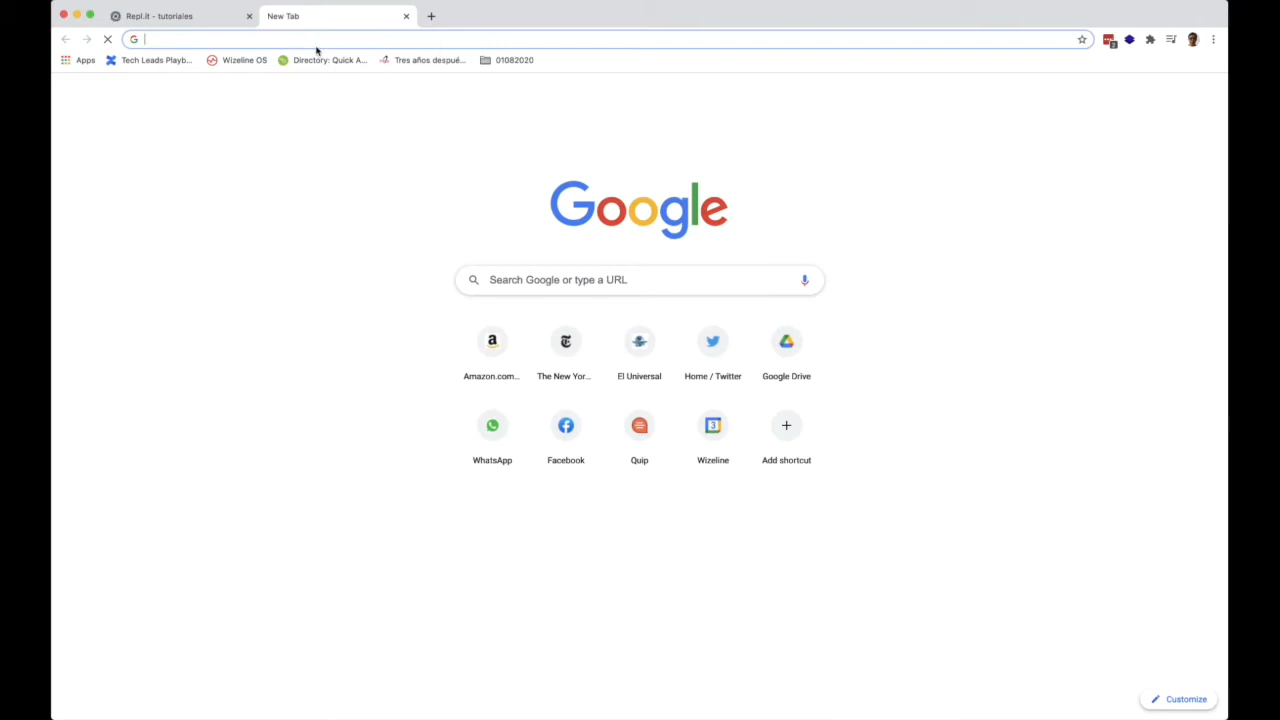 Repl.it - tutoriales
New Tab
Apps
Tech Leads Playb...
Wizeline OS
Directory: Quick A...
Tres años despué...
01082020
2
Google
Search Google or type a URL
Amazon.com...
The New Yor...
El Universal
Home / Twitter
Google Drive
3
WhatsApp
Facebook
Quip
Wizeline
Add shortcut
Customize